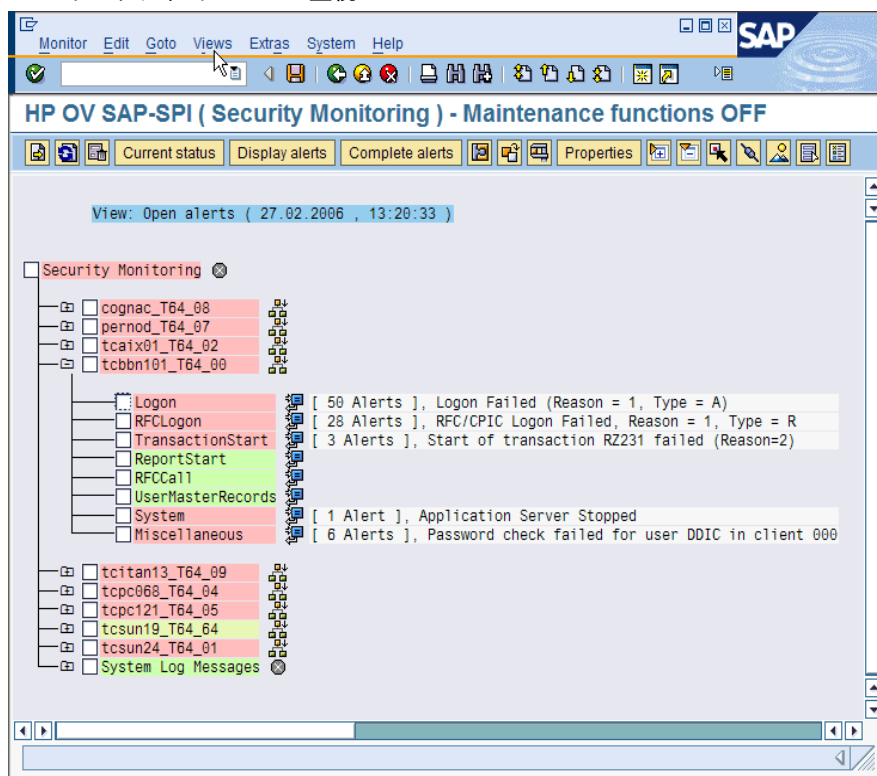 Monitor Edit Goto Views Extras System Help
SAP
HP OV SAP-SPI ( Security Monitoring ) - Maintenance functions OFF
Current status Display alerts Complete alerts Properties
View: Open alerts ( 27.02.2006 , 13:20:33 )
Security Monitoring
cognac_T64_08
pernod_T64_07
tcaix01_T64_02
tcbbn101_T64_00
Logon [ 50 Alerts ], Logon Failed (Reason = 1, Type = A)
RFCLogon [ 28 Alerts ], RFC/CPIC Logon Failed, Reason = 1, Type = R
TransactionStart [ 3 Alerts ], Start of transaction RZ231 failed (Reason=2)
ReportStart
RFCCall
UserMasterRecords
System [ 1 Alert ], Application Server Stopped
Miscellaneous [ 6 Alerts ], Password check failed for user DDIC in client 000
tcitan13_T64_09
tcpc068_T64_04
tcpc121_T64_05
tcsun19_T64_64
tcsun24_T64_01
System Log Messages